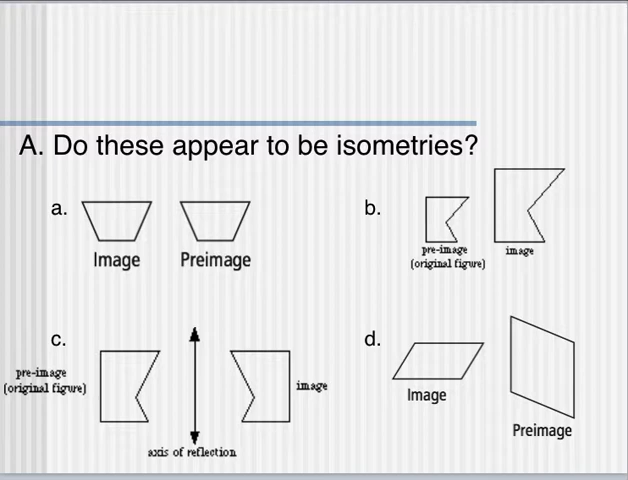 A. Do these appear to be isometries?
a.
Image Preimage
b.
pre-image
(original figure)
image
c.
pre-image
(original figure)
image
axis of reflection
d.
Image
Preimage